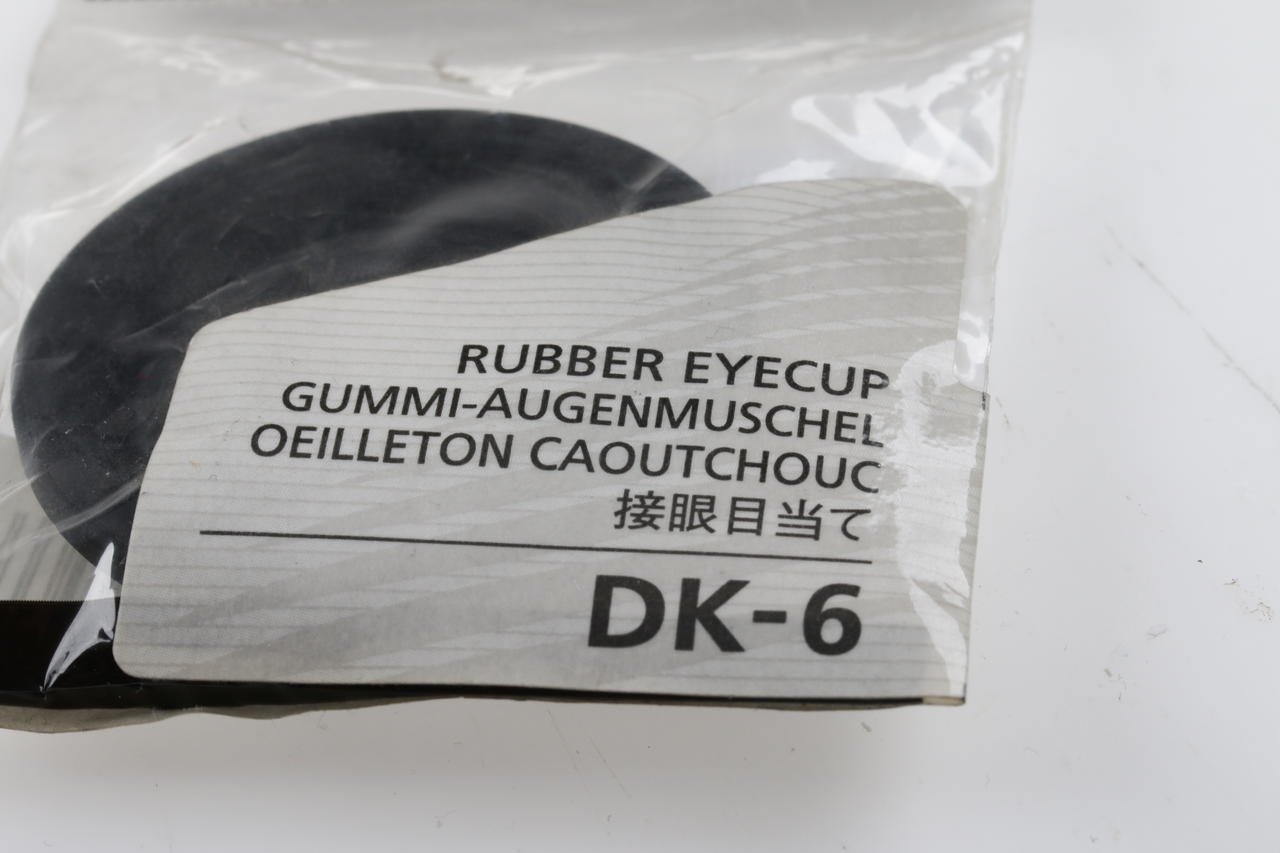 RUBBER EYECUP
GUMMI-AUGENMUSCHEL
OEILLETON CAOUTCHOUC
接眼目当て
DK-6